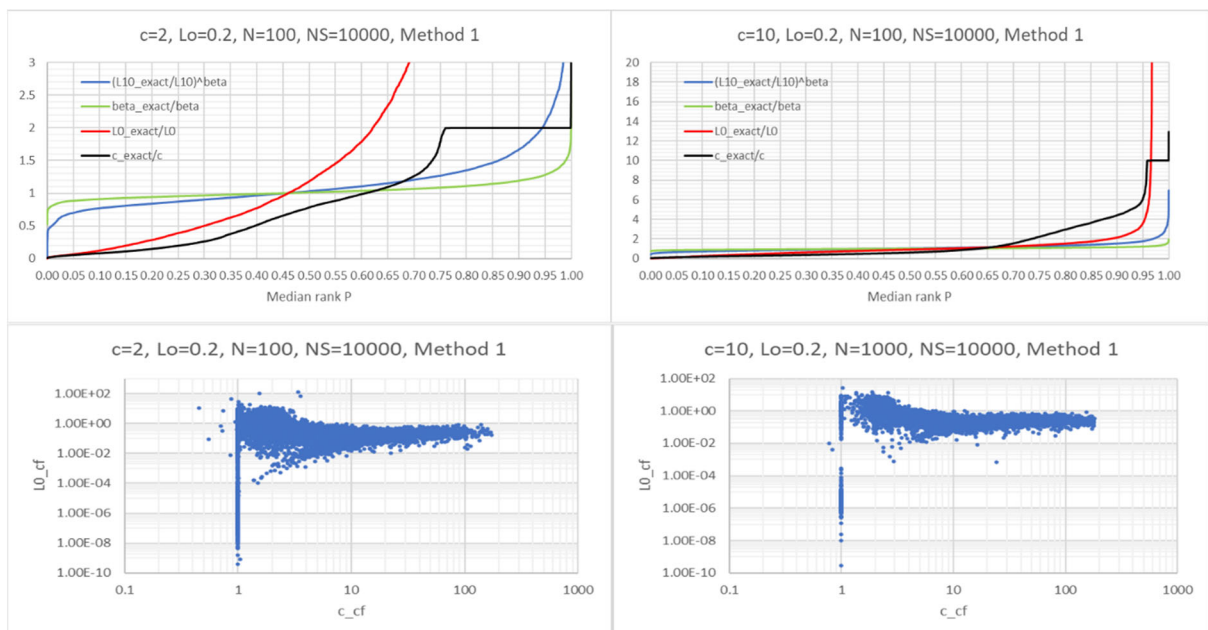 c=2, Lo=0.2, N=100, NS=10000, Method 1
3
2.5
2
1.5
1
0.5
0
(L10_exact/L10)^beta
beta_exact/beta
L0_exact/L0
c_exact/c
0.00 0.05 0.10 0.15 0.20 0.25 0.30 0.35 0.40 0.45 0.50 0.55 0.60 0.65 0.70 0.75 0.80 0.85 0.90 0.95 1.00
Median rank P
c=10, Lo=0.2, N=100, NS=10000, Method 1
20
18
16
14
12
10
8
6
4
2
0
(L10_exact/L10)^beta
beta_exact/beta
L0_exact/L0
c_exact/c
0.00 0.05 0.10 0.15 0.20 0.25 0.30 0.35 0.40 0.45 0.50 0.55 0.60 0.65 0.70 0.75 0.80 0.85 0.90 0.95 1.00
Median rank P
c=2, Lo=0.2, N=100, NS=10000, Method 1
1.00E+02
1.00E+00
1.00E-02
1.00E-04
1.00E-06
1.00E-08
1.00E-10
L0_cf
0.1 1 10 100 1000
c_cf
c=10, Lo=0.2, N=1000, NS=10000, Method 1
1.00E+02
1.00E+00
1.00E-02
1.00E-04
1.00E-06
1.00E-08
1.00E-10
L0_cf
0.1 1 10 100 1000
c_cf